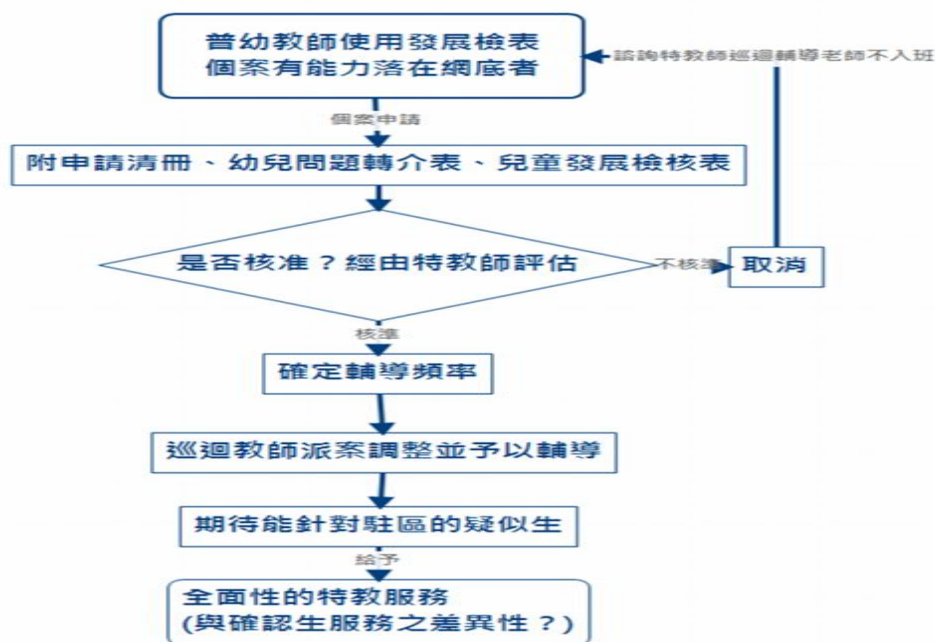 普幼教師使用發展檢表
個案有能力落在網底者
諮詢特教師巡迴輔導老師不入班
個案申請
附申請清冊、幼兒問題轉介表、兒童發展檢核表
是否核准？經由特教師評估
不核准
取消
核準
確定輔導頻率
巡迴教師派案調整並予以輔導
期待能針對駐區的疑似生
給予
全面性的特教服務
(與確認生服務之差異性？)